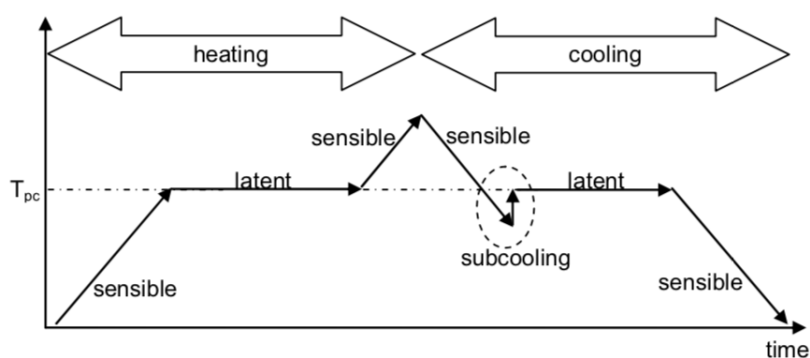 heating
cooling
sensible
sensible
T_pc
latent
latent
subcooling
sensible
sensible
time